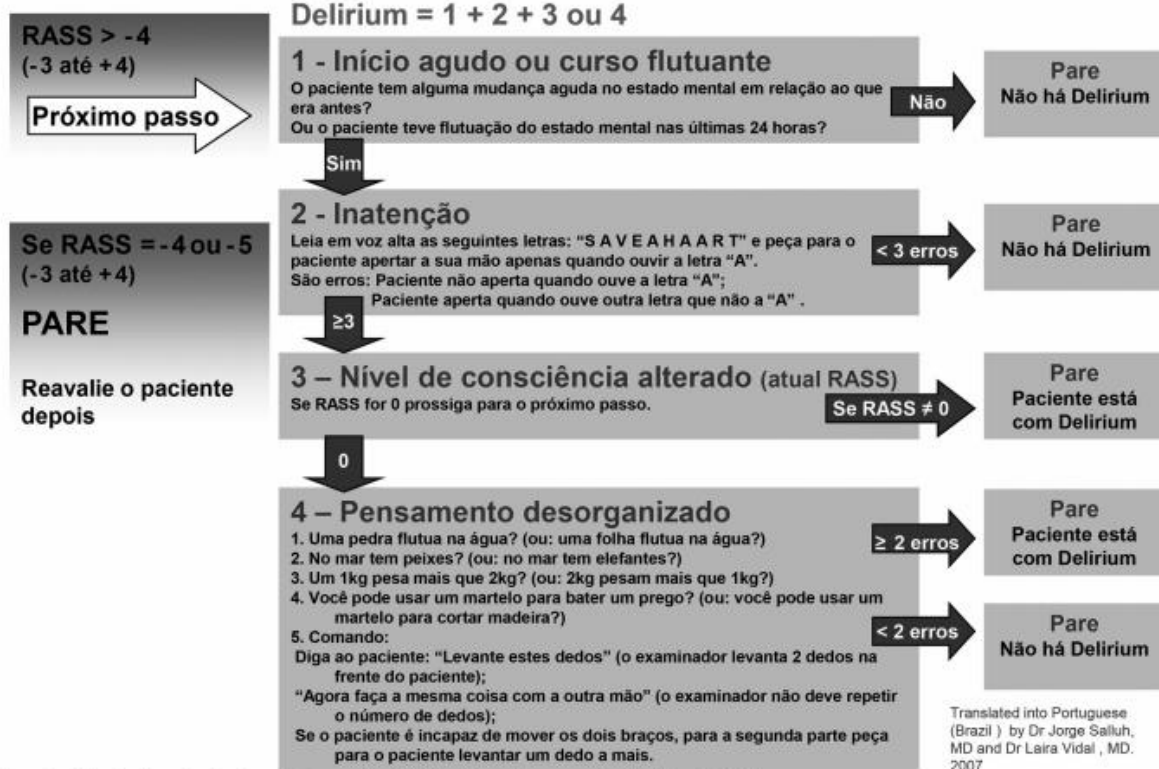 Delirium = 1 + 2 + 3 ou 4
RASS > -4
(-3 até +4)
Próximo passo
1 - Início agudo ou curso flutuante
O paciente tem alguma mudança aguda no estado mental em relação ao que
era antes?
Ou o paciente teve flutuação do estado mental nas últimas 24 horas?
Não
Pare
Não há Delirium
Sim
Se RASS = -4 ou -5
(-3 até +4)
PARE
Reavalie o paciente
depois
2 - Inatenção
Leia em voz alta as seguintes letras: “S A V E A H A A R T” e peça para o
paciente apertar a sua mão apenas quando ouvir a letra “A”.
São erros: Paciente não aperta quando ouve a letra “A”;
Paciente aperta quando ouve outra letra que não a “A” .
< 3 erros
Pare
Não há Delirium
≥3
3 – Nível de consciência alterado (atual RASS)
Se RASS for 0 prossiga para o próximo passo.
Se RASS ≠ 0
Pare
Paciente está
com Delirium
0
4 – Pensamento desorganizado
1. Uma pedra flutua na água? (ou: uma folha flutua na água?)
2. No mar tem peixes? (ou: no mar tem elefantes?)
3. Um 1kg pesa mais que 2kg? (ou: 2kg pesam mais que 1kg?)
4. Você pode usar um martelo para bater um prego? (ou: você pode usar um
martelo para cortar madeira?)
5. Comando:
Diga ao paciente: “Levante estes dedos” (o examinador levanta 2 dedos na
frente do paciente);
“Agora faça a mesma coisa com a outra mão” (o examinador não deve repetir
o número de dedos);
Se o paciente é incapaz de mover os dois braços, para a segunda parte peça
para o paciente levantar um dedo a mais.
≥ 2 erros
Pare
Paciente está
com Delirium
< 2 erros
Pare
Não há Delirium
Translated into Portuguese
(Brazil ) by Dr Jorge Salluh,
MD and Dr Laira Vidal , MD.
2007